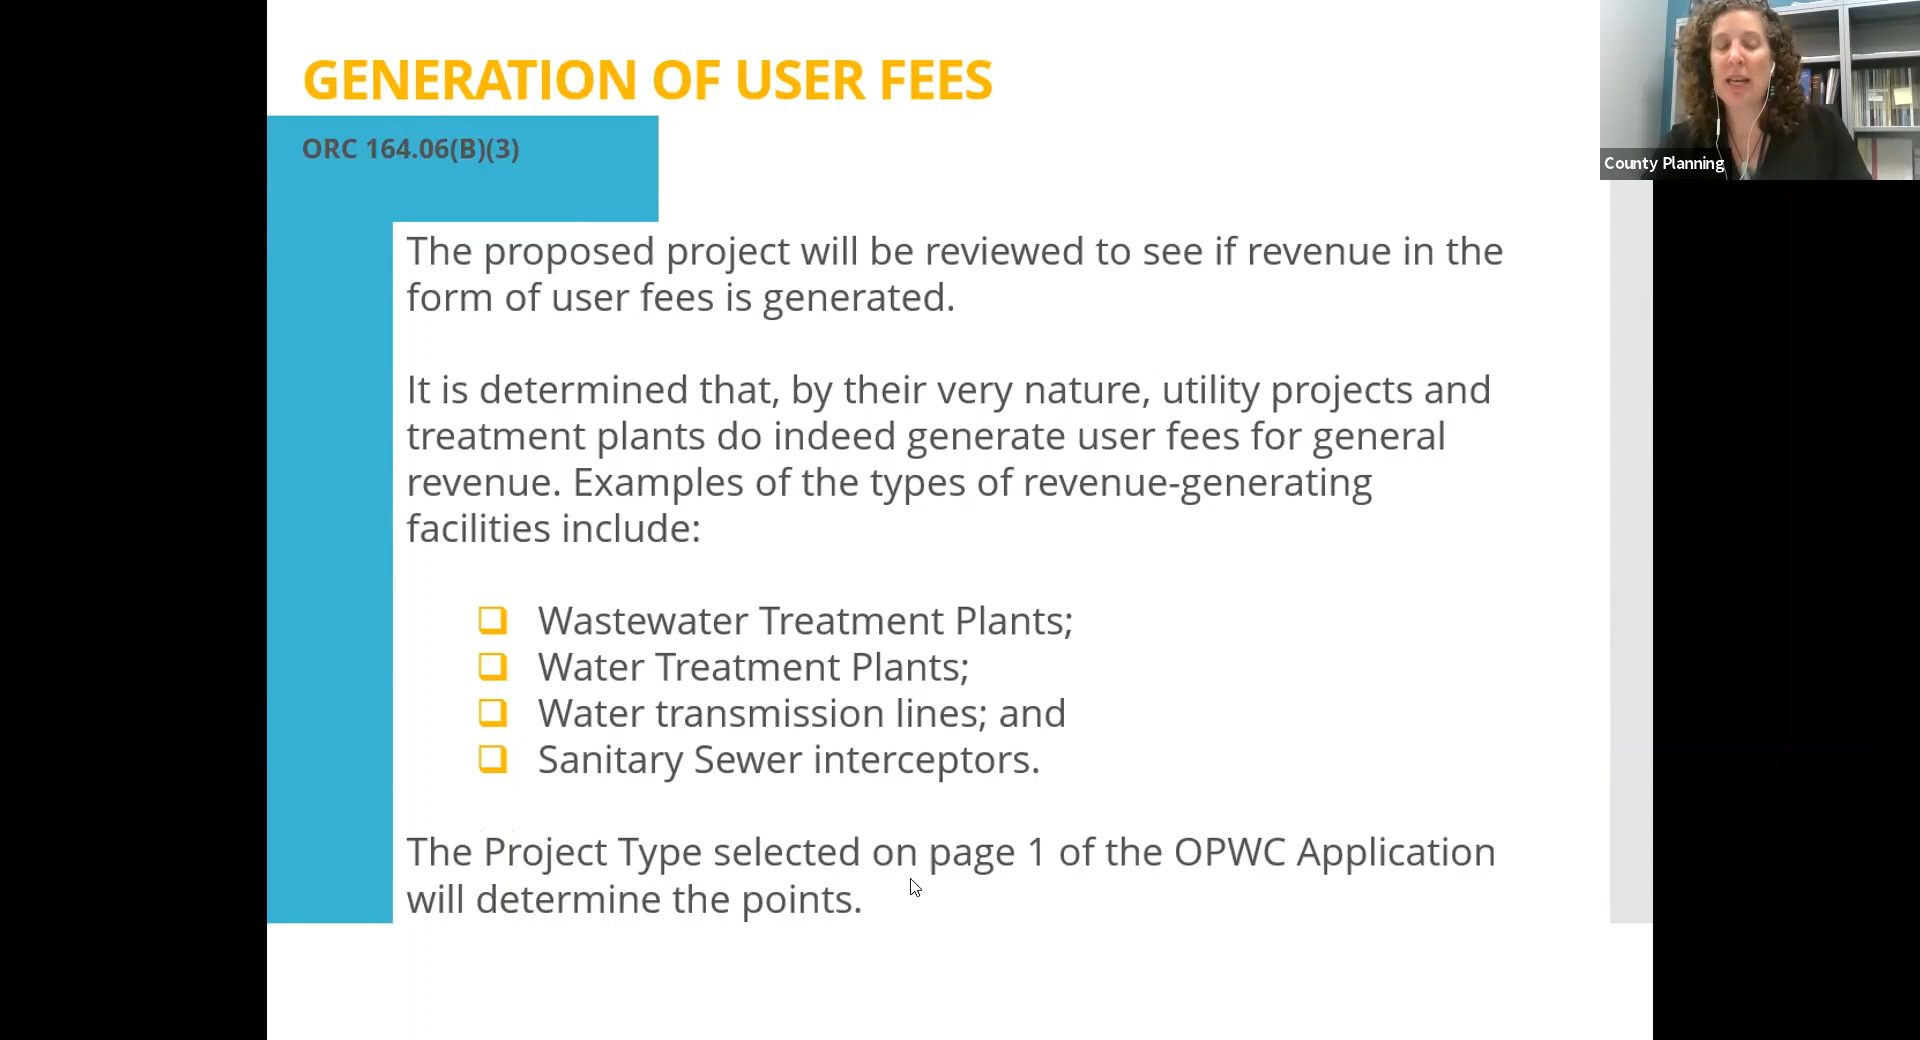 GENERATION OF USER FEES
ORC 164.06(B)(3)
County Planning
The proposed project will be reviewed to see if revenue in the
form of user fees is generated.
It is determined that, by their very nature, utility projects and
treatment plants do indeed generate user fees for general
revenue. Examples of the types of revenue-generating
facilities include:
❑ Wastewater Treatment Plants;
❑ Water Treatment Plants;
❑ Water transmission lines; and
❑ Sanitary Sewer interceptors.
The Project Type selected on page 1 of the OPWC Application
will determine the points.